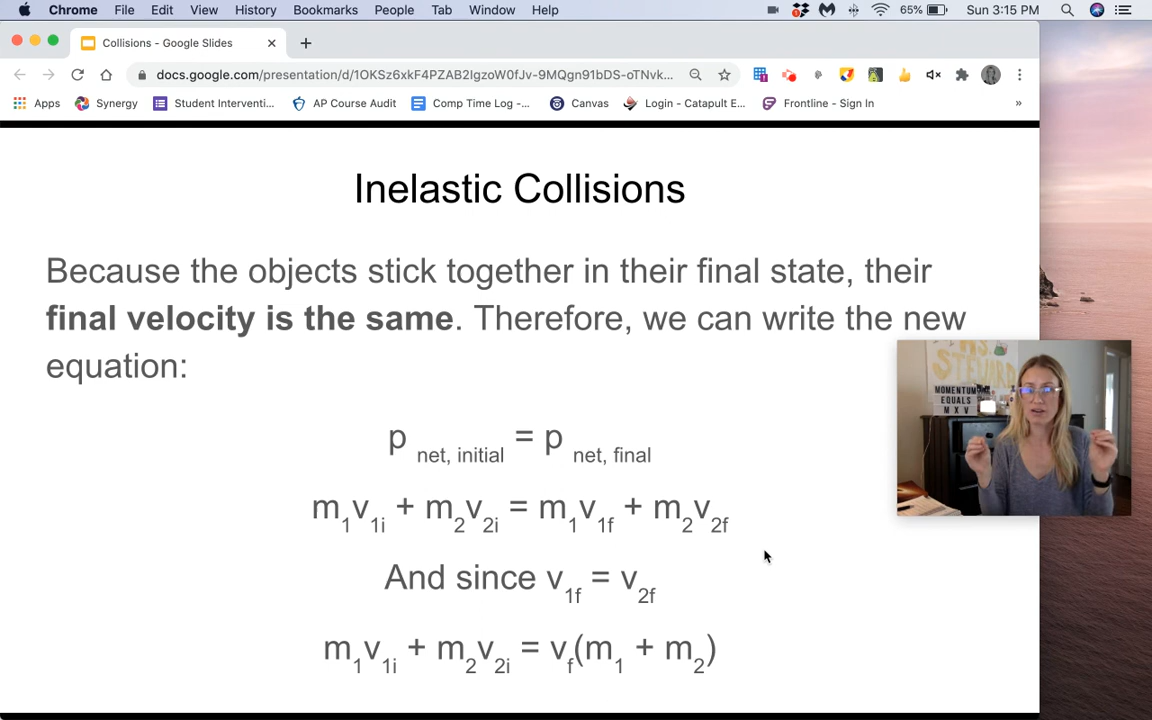 Chrome File Edit View History Bookmarks People Tab Window Help 65% Sun 3:15 PM
Collisions - Google Slides
docs.google.com/presentation/d/1OKSz6xkF4PZAB2IgzoW0fJv-9MQgn91bDS-oTNvk...
Apps Synergy Student Interventi... AP Course Audit Comp Time Log -... Canvas Login - Catapult E... Frontline - Sign In »
Inelastic Collisions
Because the objects stick together in their final state, their
final velocity is the same. Therefore, we can write the new
equation:
p net, initial = p net, final
m₁v₁ᵢ + m₂v₂ᵢ = m₁v₁f + m₂v₂f
And since v₁f = v₂f
m₁v₁ᵢ + m₂v₂ᵢ = vf(m₁ + m₂)
MOMENTUM
EQUALS
M X V